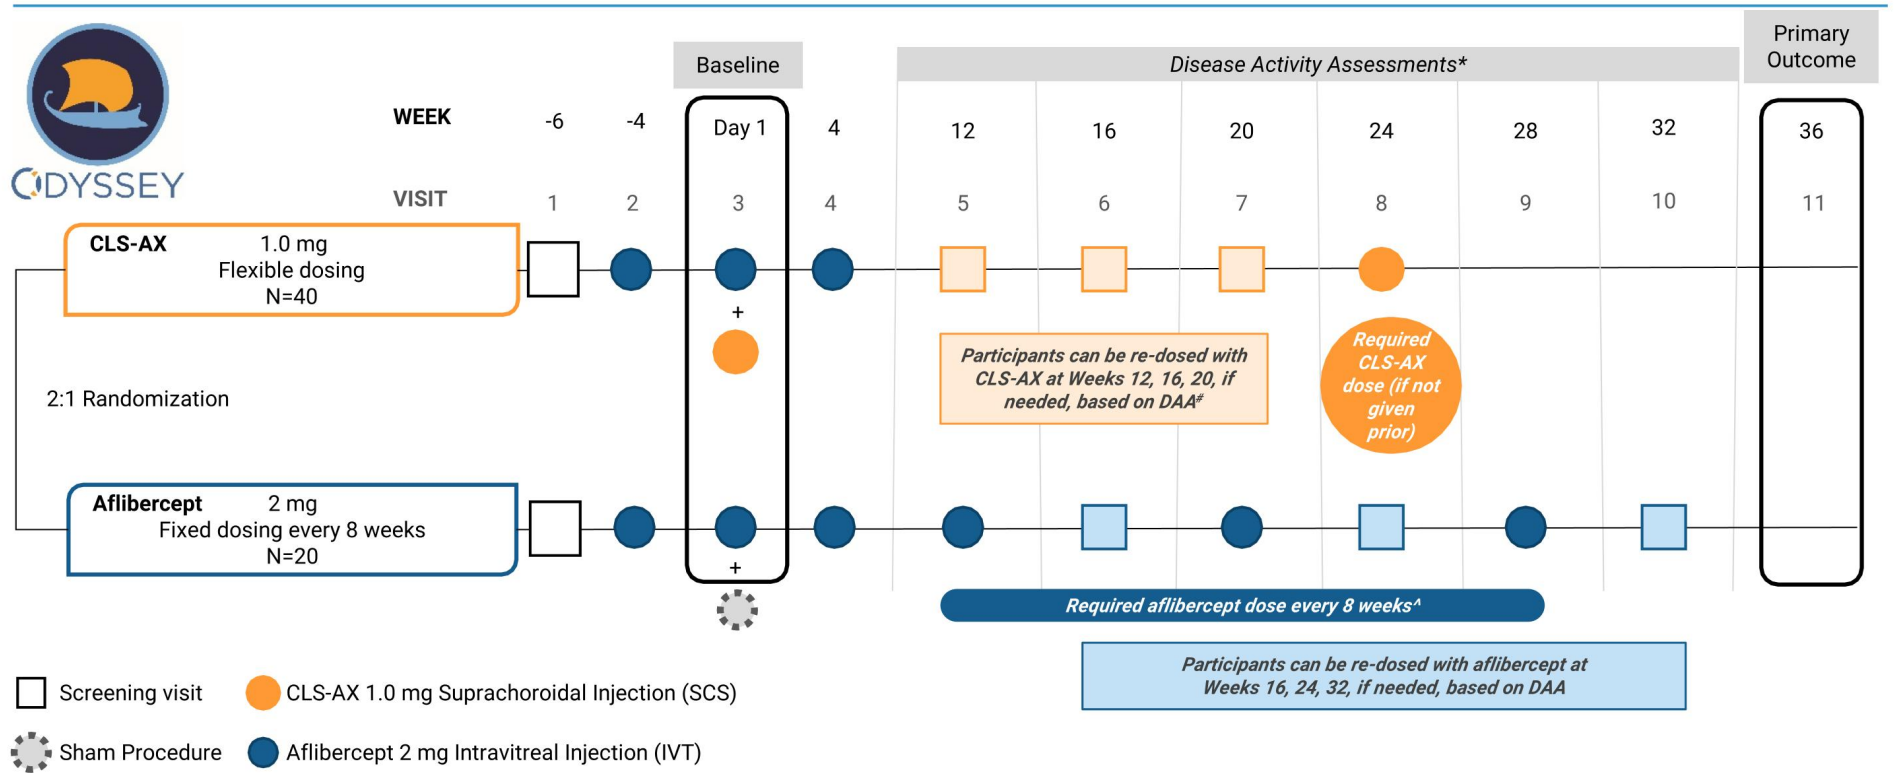 Baseline
Disease Activity Assessments*
Primary
Outcome
WEEK -6 -4 Day 1 4 12 16 20 24 28 32 36
ODYSSEY
VISIT 1 2 3 4 5 6 7 8 9 10 11
CLS-AX 1.0 mg
Flexible dosing
N=40
+
Participants can be re-dosed with
CLS-AX at Weeks 12, 16, 20, if
needed, based on DAA#
Required
CLS-AX
dose (if not
given
prior)
2:1 Randomization
Aflibercept 2 mg
Fixed dosing every 8 weeks
N=20
+
Required aflibercept dose every 8 weeks^
Participants can be re-dosed with aflibercept at
Weeks 16, 24, 32, if needed, based on DAA
Screening visit
CLS-AX 1.0 mg Suprachoroidal Injection (SCS)
Sham Procedure
Aflibercept 2 mg Intravitreal Injection (IVT)